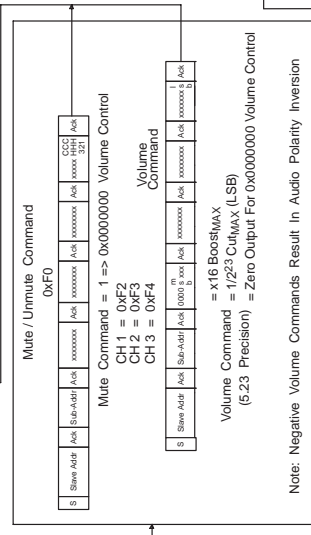 Mute / Unmute Command
0xF0
S Slave Addr Ack Sub-Addr Ack xxxxxxxx Ack xxxxxxxx Ack xxxxxxxx Ack xxxxx CCC HHH 321 Ack
Mute Command = 1 => 0x0000000 Volume Control
CH 1 = 0xF2
CH 2 = 0xF3
CH 3 = 0xF4
Volume
Command
S Slave Addr Ack Sub-Addr Ack 0000 m s b xxx Ack xxxxxxxx Ack xxxxxxxx Ack xxxxxxx l s b Ack
= x16 BoostMAX
Volume Command = 1/2²³ CutMAX (LSB)
(5.23 Precision) = Zero Output For 0x0000000 Volume Control
Note: Negative Volume Commands Result In Audio Polarity Inversion